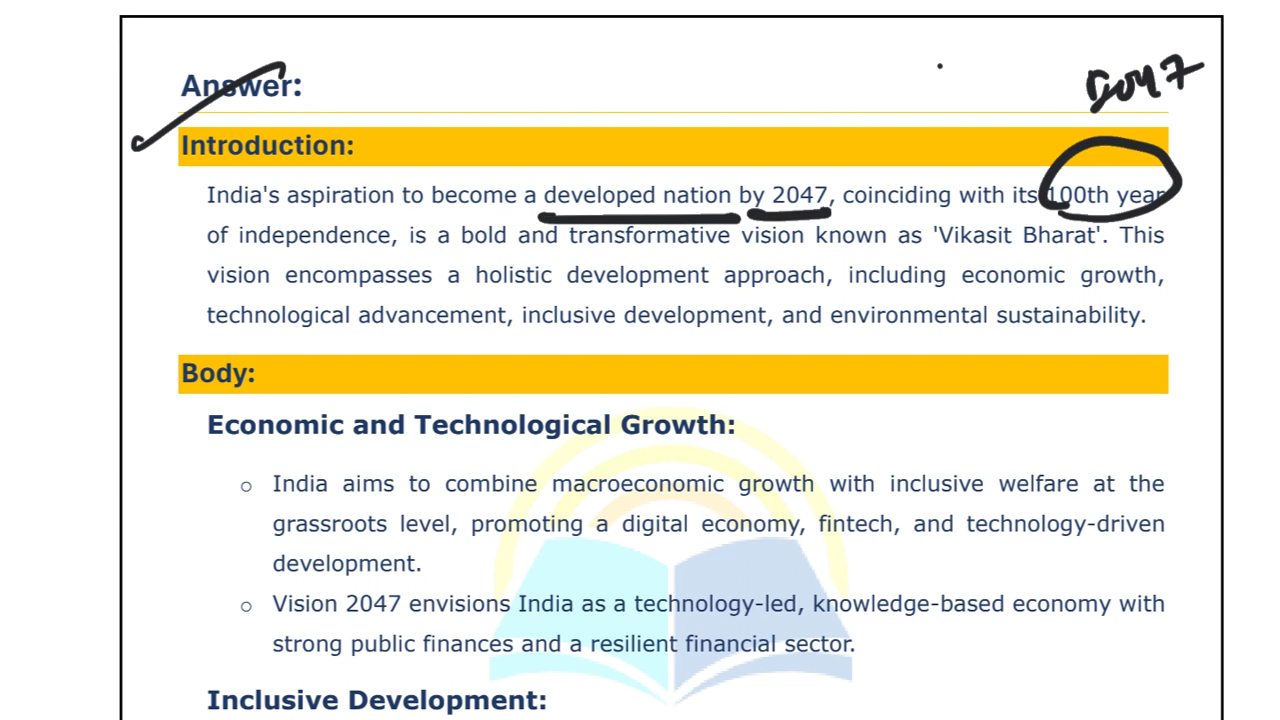 Answer:
2047
Introduction:
India's aspiration to become a developed nation by 2047, coinciding with its 100th year
of independence, is a bold and transformative vision known as 'Vikasit Bharat'. This
vision encompasses a holistic development approach, including economic growth,
technological advancement, inclusive development, and environmental sustainability.
Body:
Economic and Technological Growth:
o India aims to combine macroeconomic growth with inclusive welfare at the
grassroots level, promoting a digital economy, fintech, and technology-driven
development.
o Vision 2047 envisions India as a technology-led, knowledge-based economy with
strong public finances and a resilient financial sector.
Inclusive Development: